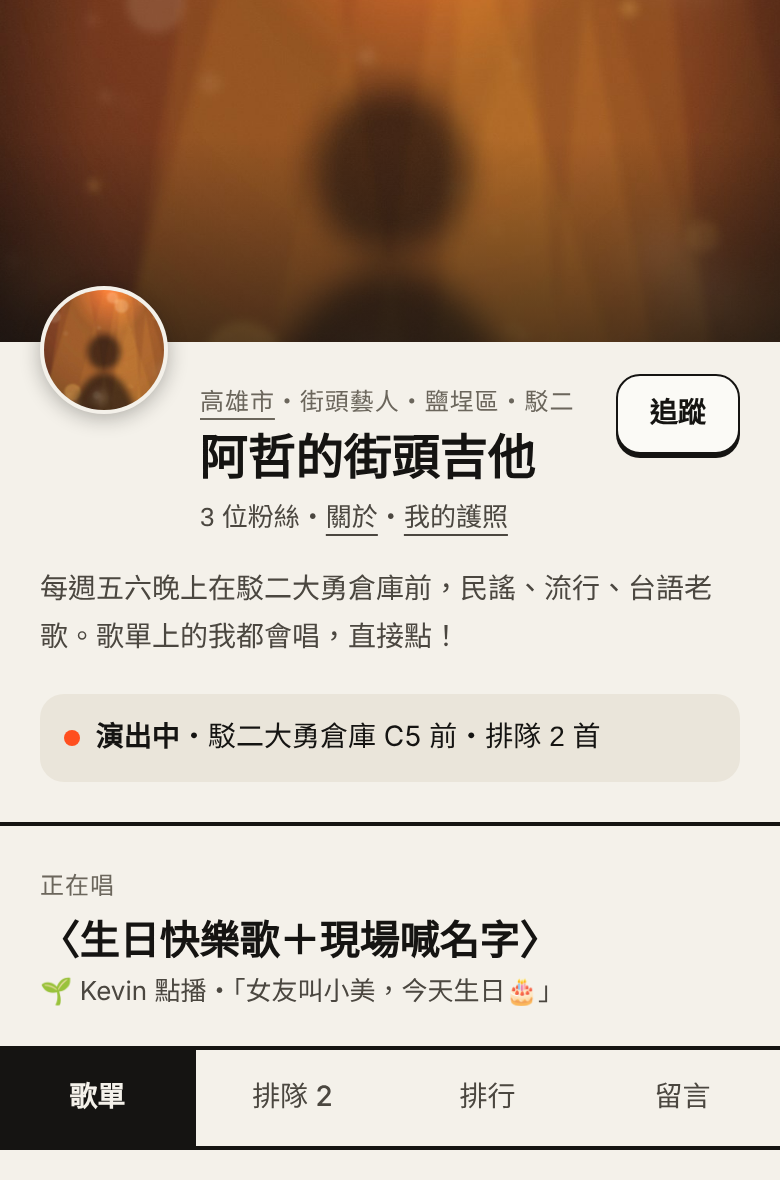 高雄市・街頭藝人・鹽埕區・駁二
追蹤
阿哲的街頭吉他
3 位粉絲・關於・我的護照
每週五六晚上在駁二大勇倉庫前，民謠、流行、台語老
歌。歌單上的我都會唱，直接點！
演出中・駁二大勇倉庫 C5 前・排隊 2 首
正在唱
〈生日快樂歌＋現場喊名字〉
🌱 Kevin 點播・「女友叫小美，今天生日🎂」
歌單 排隊 2 排行 留言